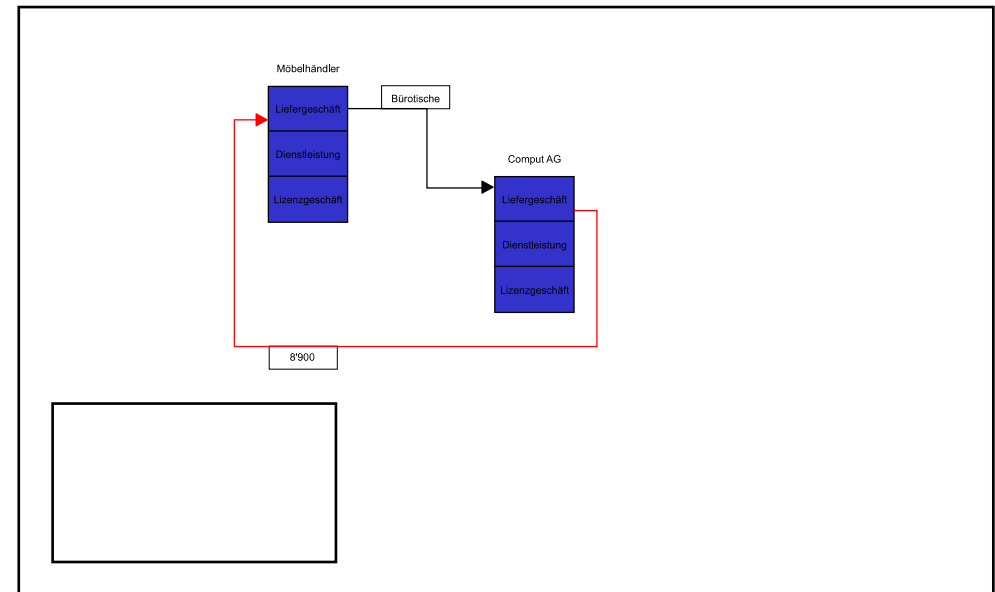 Möbelhändler
Liefergeschäft
Dienstleistung
Lizenzgeschäft
Bürotische
Comput AG
Liefergeschäft
Dienstleistung
Lizenzgeschäft
8'900